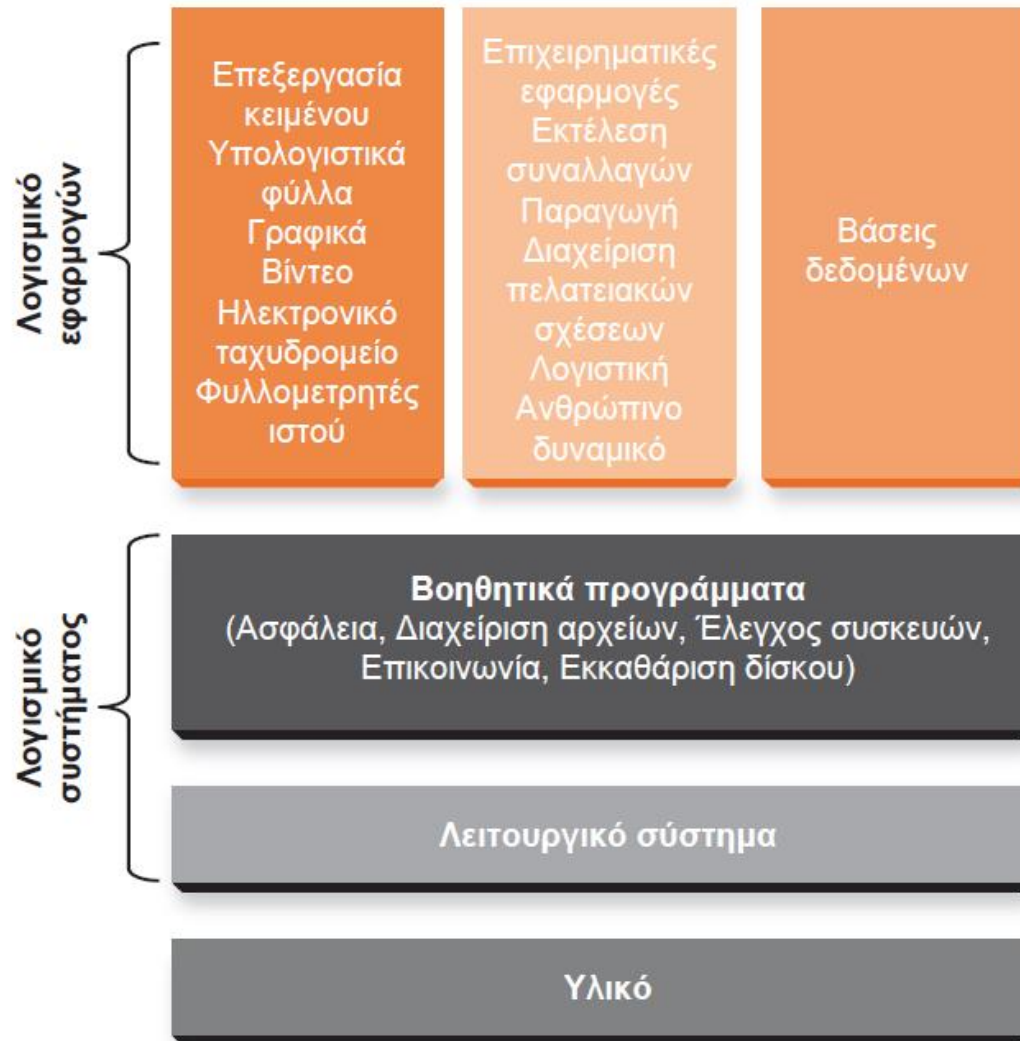 Λογισμικό
εφαρμογών
Επεξεργασία
κειμένου
Υπολογιστικά
φύλλα
Γραφικά
Βίντεο
Ηλεκτρονικό
ταχυδρομείο
Φυλλομετρητές
ιστού
Επιχειρηματικές
εφαρμογές
Εκτέλεση
συναλλαγών
Παραγωγή
Διαχείριση
πελατειακών
σχέσεων
Λογιστική
Ανθρώπινο
δυναμικό
Βάσεις
δεδομένων
Λογισμικό
συστήματος
Βοηθητικά προγράμματα
(Ασφάλεια, Διαχείριση αρχείων, Έλεγχος συσκευών,
Επικοινωνία, Εκκαθάριση δίσκου)
Λειτουργικό σύστημα
Υλικό